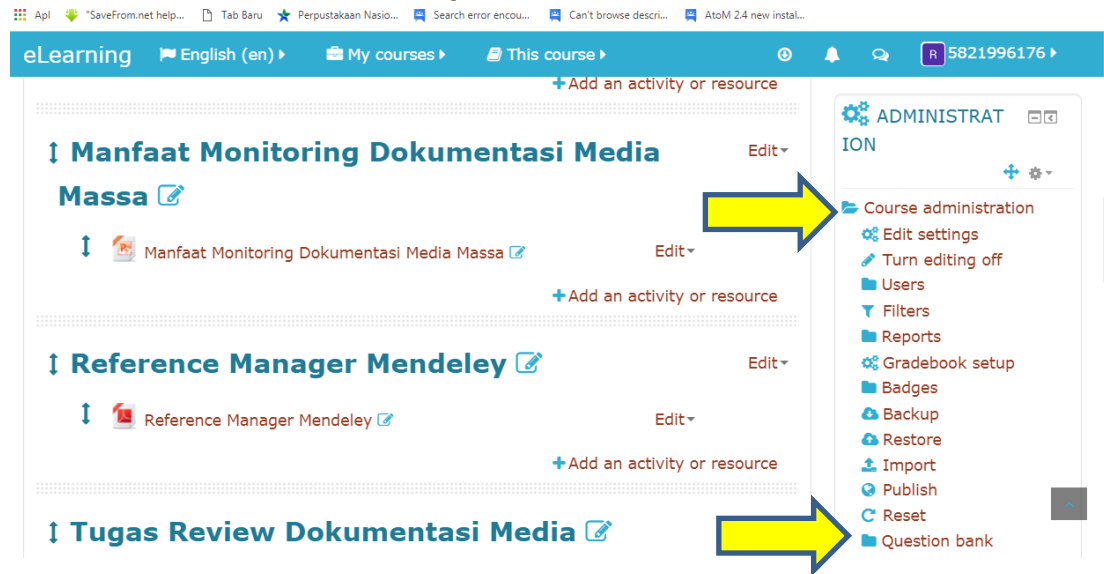 Apl "SaveFrom.net help... Tab Baru Perpustakaan Nasio... Search error encou... Can't browse descri... AtoM 2.4 new instal...
eLearning English (en) My courses This course R 5821996176
Add an activity or resource
Manfaat Monitoring Dokumentasi Media Massa Edit
Manfaat Monitoring Dokumentasi Media Massa Edit
Add an activity or resource
Reference Manager Mendeley Edit
Reference Manager Mendeley Edit
Add an activity or resource
Tugas Review Dokumentasi Media
ADMINISTRAT
ION
Course administration
Edit settings
Turn editing off
Users
Filters
Reports
Gradebook setup
Badges
Backup
Restore
Import
Publish
Reset
Question bank